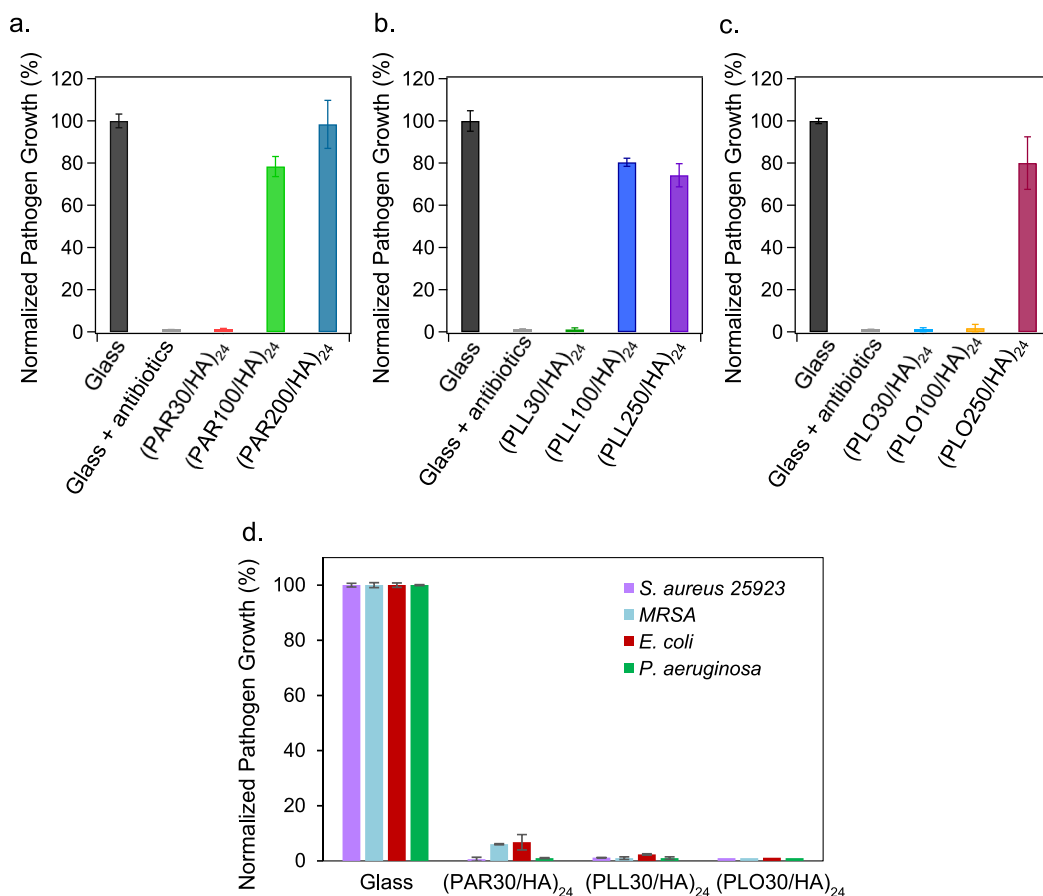 a.
Normalized Pathogen Growth (%)
120
100
80
60
40
20
0
Glass
Glass + antibiotics
(PAR30/HA)24
(PAR100/HA)24
(PAR200/HA)24
b.
Normalized Pathogen Growth (%)
120
100
80
60
40
20
0
Glass
Glass + antibiotics
(PLL30/HA)24
(PLL100/HA)24
(PLL250/HA)24
c.
Normalized Pathogen Growth (%)
120
100
80
60
40
20
0
Glass
Glass + antibiotics
(PLO30/HA)24
(PLO100/HA)24
(PLO250/HA)24
d.
Normalized Pathogen Growth (%)
100
80
60
40
20
0
S. aureus 25923
MRSA
E. coli
P. aeruginosa
Glass
(PAR30/HA)24
(PLL30/HA)24
(PLO30/HA)24